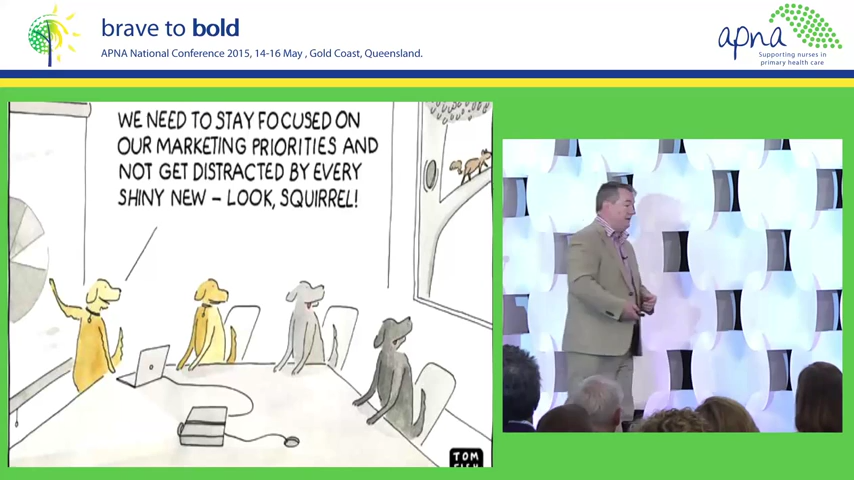 brave to bold
APNA National Conference 2015, 14-16 May , Gold Coast, Queensland.
apna
Supporting nurses in
primary health care
WE NEED TO STAY FOCUSED ON
OUR MARKETING PRIORITIES AND
NOT GET DISTRACTED BY EVERY
SHINY NEW – LOOK, SQUIRREL!
TOM